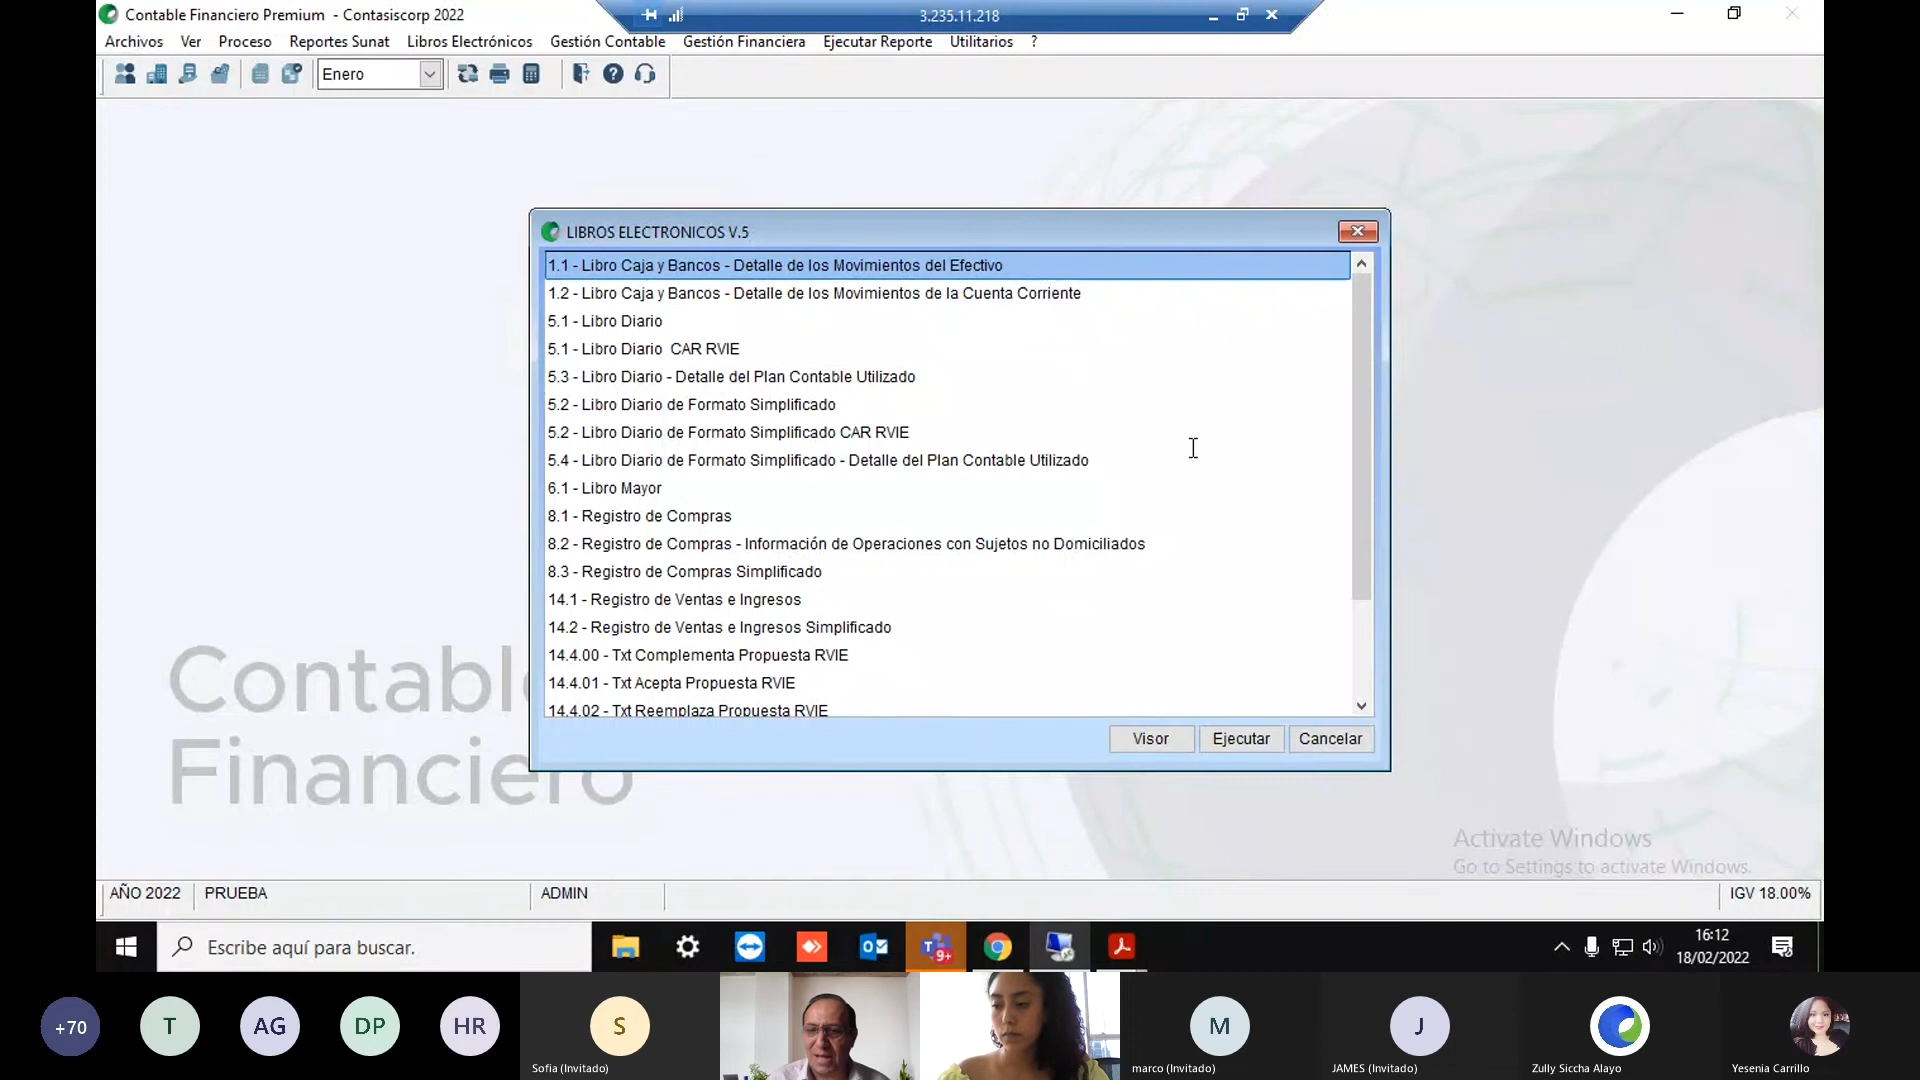 Contable Financiero Premium - Contasiscorp 2022
3.235.11.218
Archivos Ver Proceso Reportes Sunat Libros Electrónicos Gestión Contable Gestión Financiera Ejecutar Reporte Utilitarios ?
Enero
LIBROS ELECTRONICOS V.5
1.1 - Libro Caja y Bancos - Detalle de los Movimientos del Efectivo
1.2 - Libro Caja y Bancos - Detalle de los Movimientos de la Cuenta Corriente
5.1 - Libro Diario
5.1 - Libro Diario CAR RVIE
5.3 - Libro Diario - Detalle del Plan Contable Utilizado
5.2 - Libro Diario de Formato Simplificado
5.2 - Libro Diario de Formato Simplificado CAR RVIE
5.4 - Libro Diario de Formato Simplificado - Detalle del Plan Contable Utilizado
6.1 - Libro Mayor
8.1 - Registro de Compras
8.2 - Registro de Compras - Información de Operaciones con Sujetos no Domiciliados
8.3 - Registro de Compras Simplificado
14.1 - Registro de Ventas e Ingresos
14.2 - Registro de Ventas e Ingresos Simplificado
14.4.00 - Txt Complementa Propuesta RVIE
14.4.01 - Txt Acepta Propuesta RVIE
14.4.02 - Txt Reemplaza Propuesta RVIE
Visor Ejecutar Cancelar
Contabl
Financiero
Activate Windows
Go to Settings to activate Windows.
AÑO 2022 PRUEBA ADMIN IGV 18.00%
Escribe aquí para buscar.
9+
16:12
18/02/2022
+70 T AG DP HR S M J
Sofia (Invitado) marco (Invitado) JAMES (Invitado) Zully Siccha Alayo Yesenia Carrillo